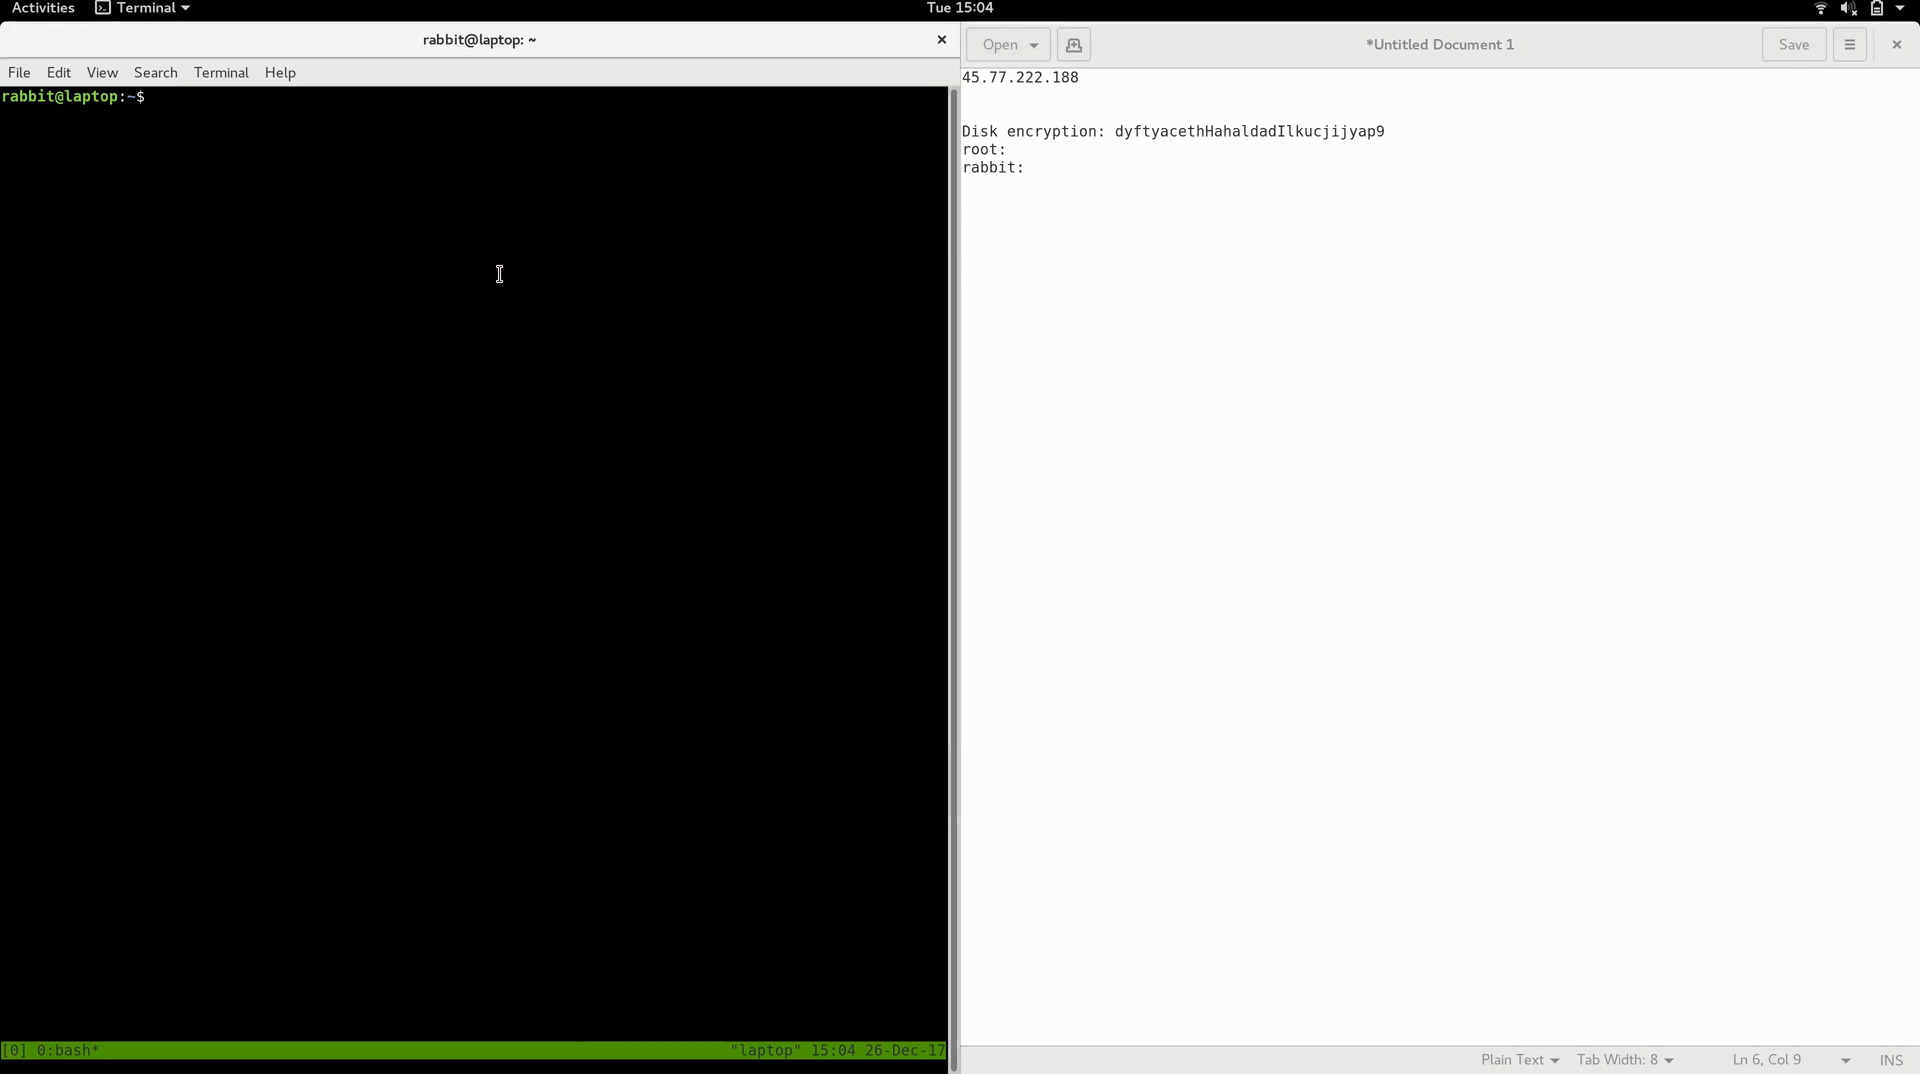 Activities Terminal Tue 15:04
rabbit@laptop: ~
File Edit View Search Terminal Help
rabbit@laptop:~$
[0] 0:bash* "laptop" 15:04 26-Dec-17
Open *Untitled Document 1 Save
45.77.222.188
Disk encryption: dyftyacethHahaldadIlkucjijyap9
root:
rabbit:
Plain Text Tab Width: 8 Ln 6, Col 9 INS